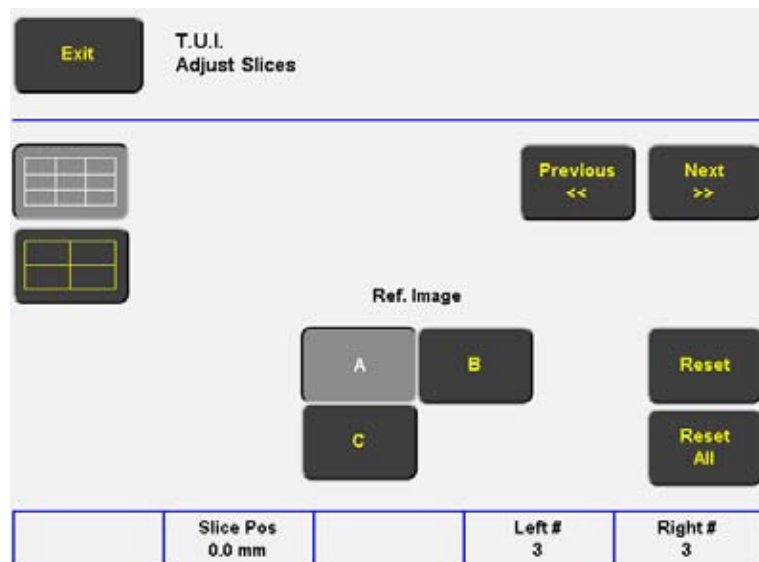 Exit
T.U.I.
Adjust Slices
Previous
<<
Next
>>
Ref. Image
A
B
Reset
C
Reset
All
Slice Pos
0.0 mm
Left #
3
Right #
3